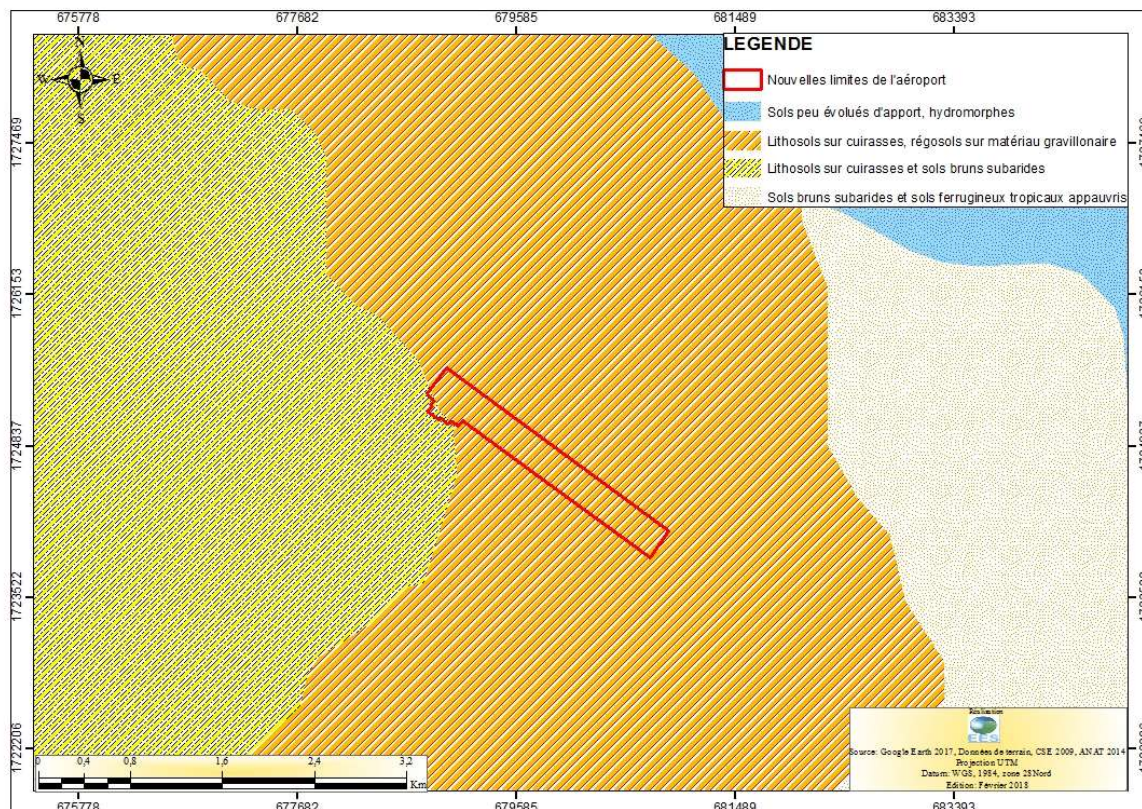 675778 677682 679585 681489 683393
N
W E
S
LEGENDE
Nouvelles limites de l'aéroport
Sols peu évolués d'apport, hydromorphes
Lithosols sur cuirasses, régosols sur matériau gravillonaire
Lithosols sur cuirasses et sols bruns subarides
Sols bruns subarides et sols ferrugineux tropicaux appauvris
1727469
1726153
1724837
1723522
1722206
0 0,4 0,8 1,6 2,4 3,2
Km
Réalisation
EES
Source: Google Earth 2017, Données de terrain, CSE 2009, ANAT 2014
Projection UTM
Datum: WGS, 1984, zone 28Nord
Edition: Février 2018
675778 677682 679585 681489 683393